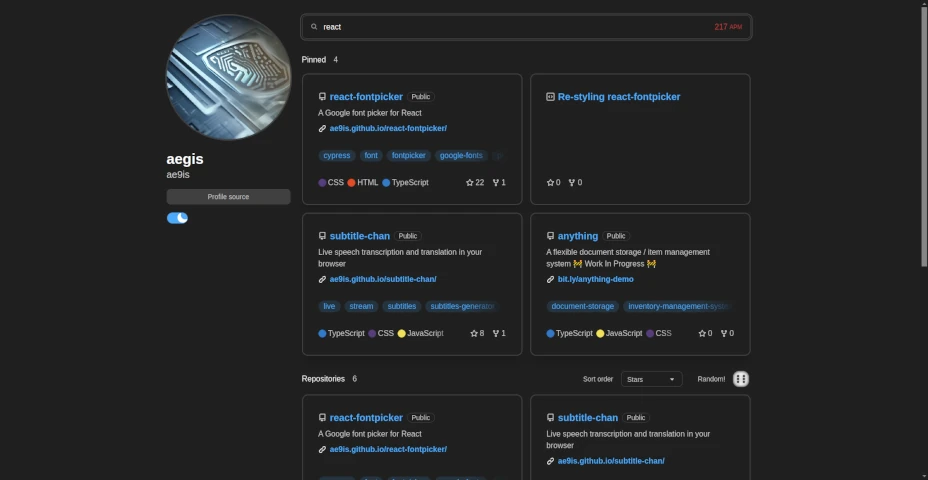 react
217 APM
aegis
ae9is
Profile source
Pinned 4
react-fontpicker Public
A Google font picker for React
ae9is.github.io/react-fontpicker/
cypress font fontpicker google-fonts
CSS HTML TypeScript 22 1
Re-styling react-fontpicker
0 0
subtitle-chan Public
Live speech transcription and translation in your
browser
ae9is.github.io/subtitle-chan/
live stream subtitles subtitles-generator
TypeScript CSS JavaScript 8 1
anything Public
A flexible document storage / item management
system 🚧 Work In Progress 🚧
bit.ly/anything-demo
document-storage inventory-management-system
TypeScript JavaScript CSS 0 0
Repositories 6
Sort order Stars Random!
react-fontpicker Public
A Google font picker for React
ae9is.github.io/react-fontpicker/
subtitle-chan Public
Live speech transcription and translation in your
browser
ae9is.github.io/subtitle-chan/